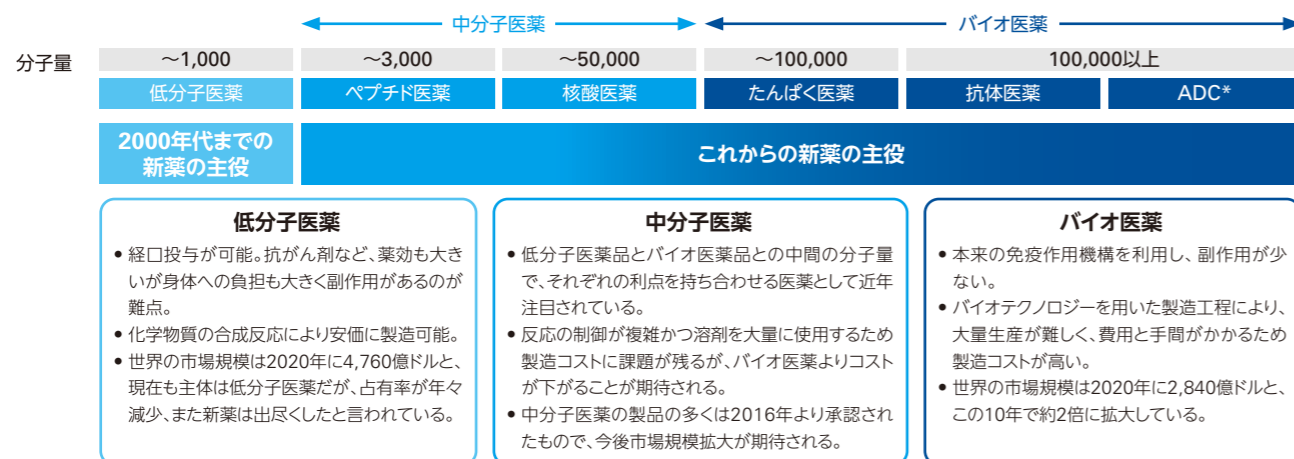 中分子医薬
バイオ医薬
分子量
～1,000
～3,000
～50,000
～100,000
100,000以上
低分子医薬
ペプチド医薬
核酸医薬
たんぱく医薬
抗体医薬
ADC*
2000年代までの
新薬の主役
これからの新薬の主役
低分子医薬
• 経口投与が可能。抗がん剤など、薬効も大き
いが身体への負担も大きく副作用があるのが
難点。
• 化学物質の合成反応により安価に製造可能。
• 世界の市場規模は2020年に4,760億ドルと、
現在も主体は低分子医薬だが、占有率が年々
減少、また新薬は出尽くしたと言われている。
中分子医薬
• 低分子医薬品とバイオ医薬品との中間の分子量
で、それぞれの利点を持ち合わせる医薬として近年
注目されている。
• 反応の制御が複雑かつ溶剤を大量に使用するため
製造コストに課題が残るが、バイオ医薬よりコスト
が下がることが期待される。
• 中分子医薬の製品の多くは2016年より承認され
たもので、今後市場規模拡大が期待される。
バイオ医薬
• 本来の免疫作用機構を利用し、副作用が少
ない。
• バイオテクノロジーを用いた製造工程により、
大量生産が難しく、費用と手間がかかるため
製造コストが高い。
• 世界の市場規模は2020年に2,840億ドルと、
この10年で約2倍に拡大している。